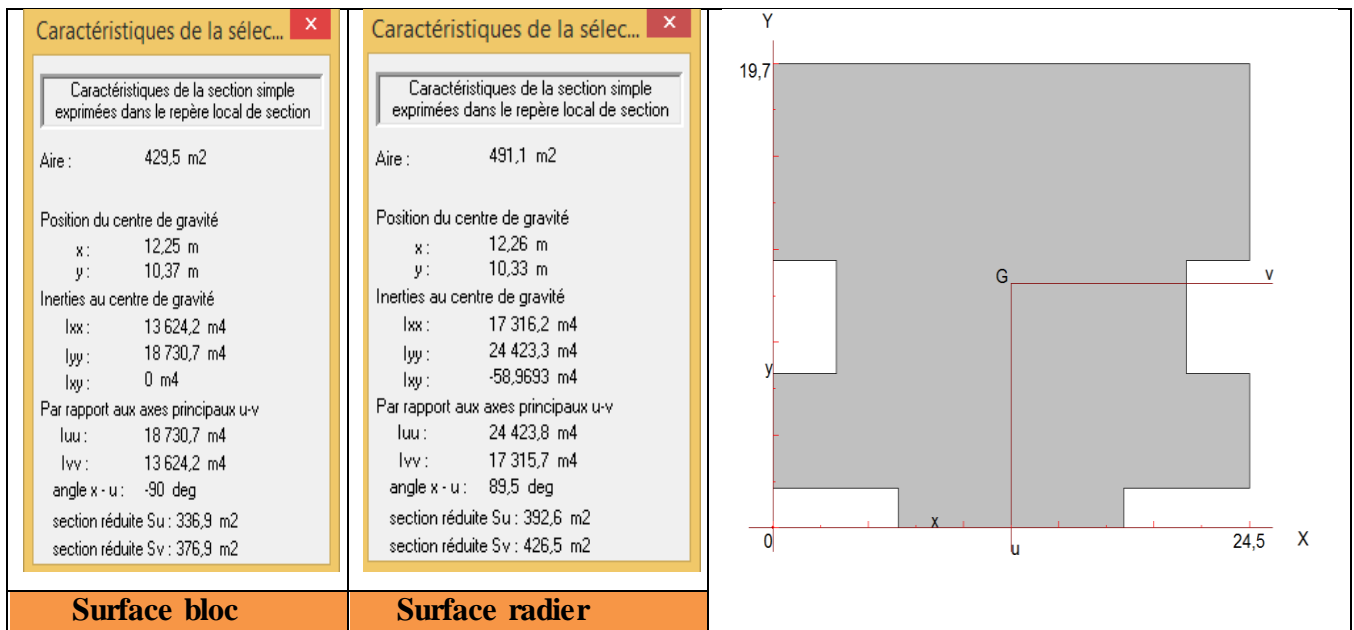 Caractéristiques de la sélec... X
Caractéristiques de la section simple
exprimées dans le repère local de section
Aire : 429,5 m2
Position du centre de gravité
x : 12,25 m
y : 10,37 m
Inerties au centre de gravité
Ixx : 13 624,2 m4
Iyy : 18 730,7 m4
Ixy : 0 m4
Par rapport aux axes principaux u-v
Iuu : 18 730,7 m4
Ivv : 13 624,2 m4
angle x - u : -90 deg
section réduite Su : 336,9 m2
section réduite Sv : 376,9 m2
Surface bloc
Caractéristiques de la sélec... X
Caractéristiques de la section simple
exprimées dans le repère local de section
Aire : 491,1 m2
Position du centre de gravité
x : 12,26 m
y : 10,33 m
Inerties au centre de gravité
Ixx : 17 316,2 m4
Iyy : 24 423,3 m4
Ixy : -58,9693 m4
Par rapport aux axes principaux u-v
Iuu : 24 423,8 m4
Ivv : 17 315,7 m4
angle x - u : 89,5 deg
section réduite Su : 392,6 m2
section réduite Sv : 426,5 m2
Surface radier
Y
19,7
G v
y
x
0 u 24,5 X